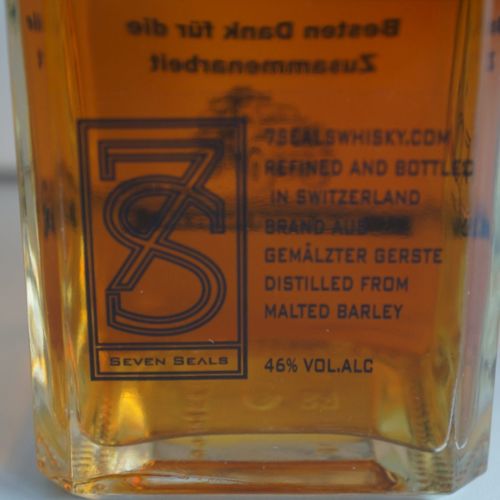 Besten Dank für die
Zusammenarbeit
7SEALSWHISKY.COM
REFINED AND BOTTLED
IN SWITZERLAND
BRAND AUS
GEMÄLZTER GERSTE
DISTILLED FROM
MALTED BARLEY
46% VOL.ALC
7S
SEVEN SEALS